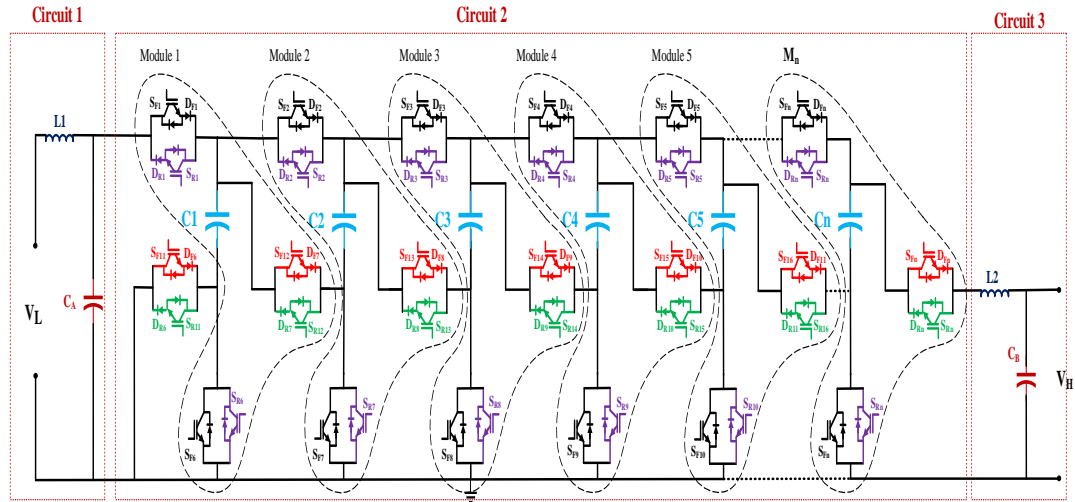 Circuit 1
Circuit 2
Circuit 3
Module 1
Module 2
Module 3
Module 4
Module 5
Mn
SF1 DF1
SF2 DF2
SF3 DF3
SF4 DF4
SF5 DF5
SFn DFn
L1
DR1 SR1
DR2 SR2
DR3 SR3
DR4 SR4
DR5 SR5
DRn SRn
C1
C2
C3
C4
C5
Cn
SF11 DF6
SF12 DF7
SF13 DF8
SF14 DF9
SF15 DF10
SF16 DF11
SFn DFn
L2
CA
VL
DR6 SR11
DR7 SR12
DR8 SR13
DR9 SR14
DR10 SR15
DR11 SR16
DRn SRn
CB
VH
SR6
SR7
SR8
SR9
SR10
SRn
SF6
SF7
SF8
SF9
SF10
SFn